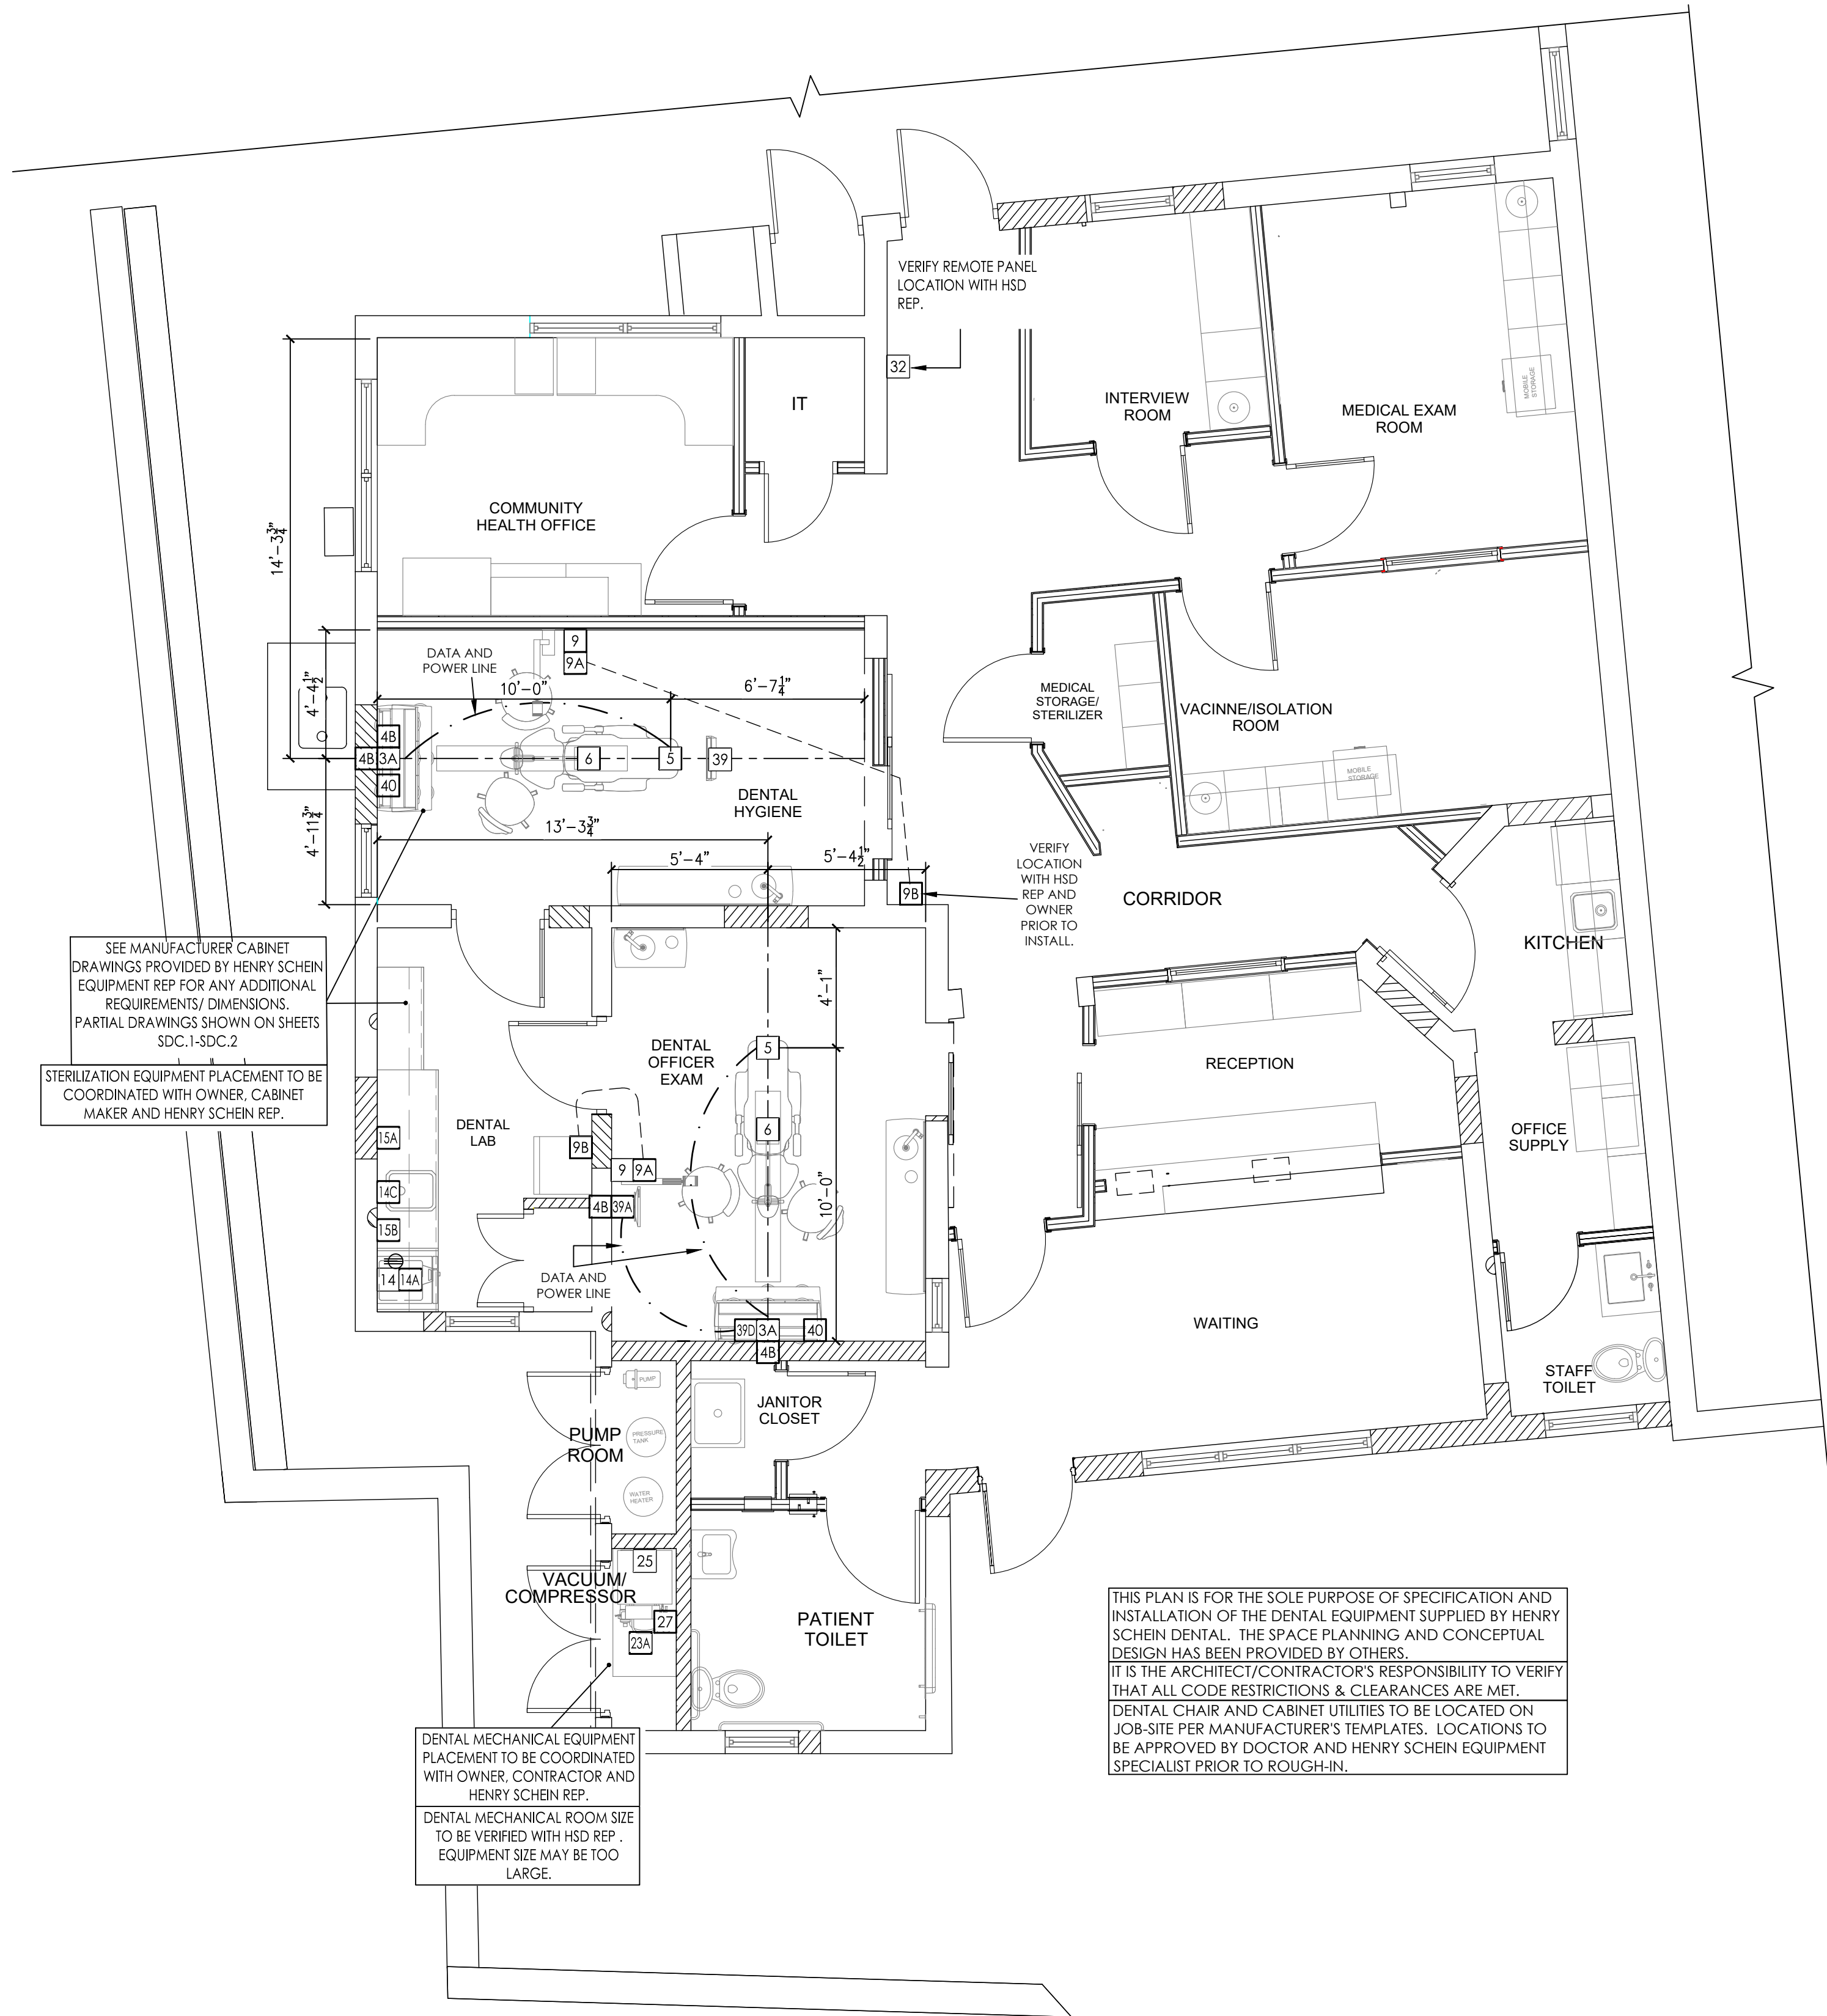 VERIFY REMOTE PANEL
LOCATION WITH HSD
REP.
32
IT
INTERVIEW
ROOM
MEDICAL EXAM
ROOM
MOBILE
STORAGE
COMMUNITY
HEALTH OFFICE
14'-3¾"
DATA AND
POWER LINE
9
9A
10'-0"
6'-7¼"
4'-4½"
4B
4B 3A
40
6
5
39
DENTAL
HYGIENE
4'-11¾"
13'-3¾"
5'-4"
5'-4½"
MEDICAL
STORAGE/
STERILIZER
VACINNE/ISOLATION
ROOM
MOBILE
STORAGE
VERIFY
LOCATION
WITH HSD
REP AND
OWNER
PRIOR TO
INSTALL.
9B
CORRIDOR
KITCHEN
SEE MANUFACTURER CABINET
DRAWINGS PROVIDED BY HENRY SCHEIN
EQUIPMENT REP FOR ANY ADDITIONAL
REQUIREMENTS/ DIMENSIONS.
PARTIAL DRAWINGS SHOWN ON SHEETS
SDC.1-SDC.2
STERILIZATION EQUIPMENT PLACEMENT TO BE
COORDINATED WITH OWNER, CABINET
MAKER AND HENRY SCHEIN REP.
4'-1"
DENTAL
OFFICER
EXAM
5
6
10'-0"
DENTAL
LAB
15A
14C
15B
14 14A
9B
9 9A
4B 39A
DATA AND
POWER LINE
39D 3A 40
4B
RECEPTION
OFFICE
SUPPLY
WAITING
STAFF
TOILET
JANITOR
CLOSET
PUMP
PUMP
ROOM
PRESSURE
TANK
WATER
HEATER
VACUUM/
COMPRESSOR
25
27
23A
PATIENT
TOILET
DENTAL MECHANICAL EQUIPMENT
PLACEMENT TO BE COORDINATED
WITH OWNER, CONTRACTOR AND
HENRY SCHEIN REP.
DENTAL MECHANICAL ROOM SIZE
TO BE VERIFIED WITH HSD REP .
EQUIPMENT SIZE MAY BE TOO
LARGE.
THIS PLAN IS FOR THE SOLE PURPOSE OF SPECIFICATION AND
INSTALLATION OF THE DENTAL EQUIPMENT SUPPLIED BY HENRY
SCHEIN DENTAL. THE SPACE PLANNING AND CONCEPTUAL
DESIGN HAS BEEN PROVIDED BY OTHERS.
IT IS THE ARCHITECT/CONTRACTOR'S RESPONSIBILITY TO VERIFY
THAT ALL CODE RESTRICTIONS & CLEARANCES ARE MET.
DENTAL CHAIR AND CABINET UTILITIES TO BE LOCATED ON
JOB-SITE PER MANUFACTURER'S TEMPLATES. LOCATIONS TO
BE APPROVED BY DOCTOR AND HENRY SCHEIN EQUIPMENT
SPECIALIST PRIOR TO ROUGH-IN.